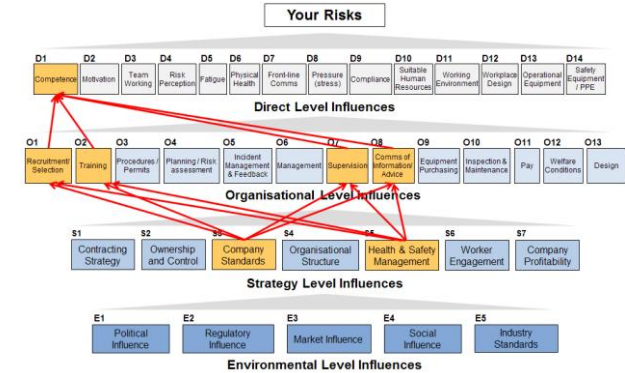 Your Risks
D1 D2 D3 D4 D5 D6 D7 D8 D9 D10 D11 D12 D13 D14
Competence
Motivation
Team
Working
Risk
Perception
Fatigue
Physical
Health
Front-line
Comms
Pressure
(stress)
Compliance
Suitable
Human
Resources
Working
Environment
Workplace
Design
Operational
Equipment
Safety
Equipment
/ PPE
Direct Level Influences
O1 O2 O3 O4 O5 O6 O7 O8 O9 O10 O11 O12 O13
Recruitment/
Selection
Training
Procedures /
Permits
Planning / Risk
assessment
Incident
Management
& Feedback
Management
Supervision
Comms of
Information/
Advice
Equipment
Purchasing
Inspection &
Maintenance
Pay
Welfare
Conditions
Design
Organisational Level Influences
S1 S2 S3 S4 S5 S6 S7
Contracting
Strategy
Ownership
and Control
Company
Standards
Organisational
Structure
Health & Safety
Management
Worker
Engagement
Company
Profitability
Strategy Level Influences
E1 E2 E3 E4 E5
Political
Influence
Regulatory
Influence
Market Influence
Social
Influence
Industry
Standards
Environmental Level Influences